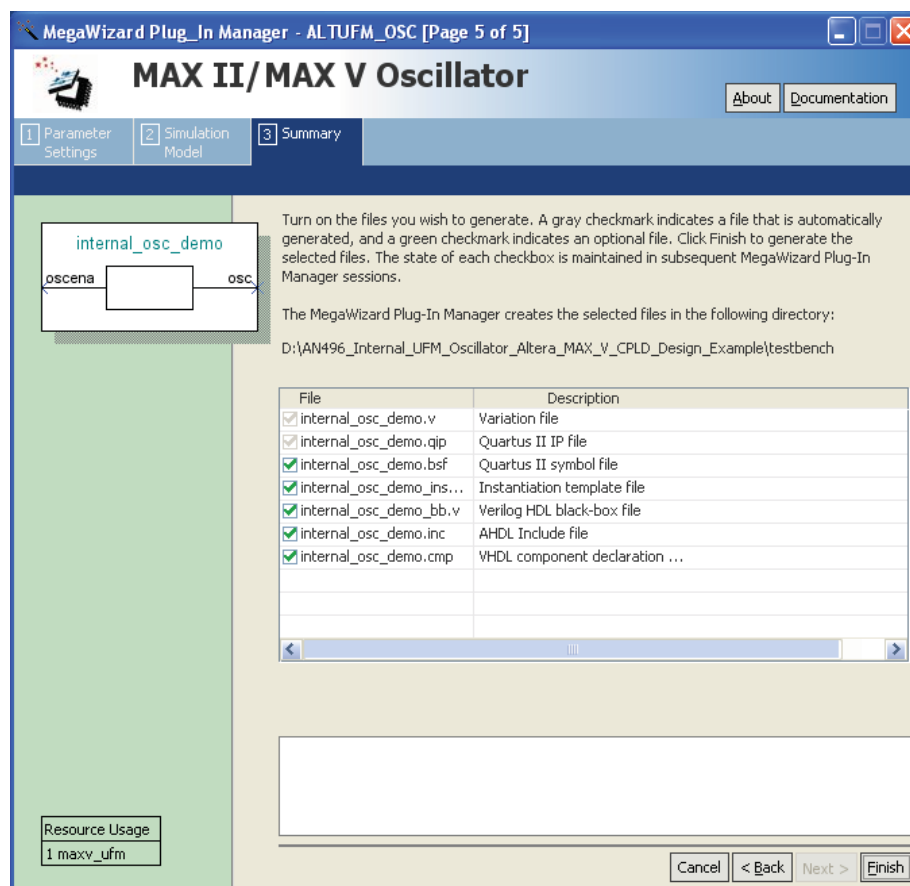 MegaWizard Plug_In Manager - ALTUFM_OSC [Page 5 of 5]
MAX II/MAX V Oscillator
About
Documentation
1 Parameter Settings
2 Simulation Model
3 Summary
internal_osc_demo
oscena
osc
Turn on the files you wish to generate. A gray checkmark indicates a file that is automatically
generated, and a green checkmark indicates an optional file. Click Finish to generate the
selected files. The state of each checkbox is maintained in subsequent MegaWizard Plug-In
Manager sessions.
The MegaWizard Plug-In Manager creates the selected files in the following directory:
D:\AN496_Internal_UFM_Oscillator_Altera_MAX_V_CPLD_Design_Example\testbench
File Description
internal_osc_demo.v Variation file
internal_osc_demo.qip Quartus II IP file
internal_osc_demo.bsf Quartus II symbol file
internal_osc_demo_ins... Instantiation template file
internal_osc_demo_bb.v Verilog HDL black-box file
internal_osc_demo.inc AHDL Include file
internal_osc_demo.cmp VHDL component declaration ...
Resource Usage
1 maxv_ufm
Cancel
< Back
Next >
Finish